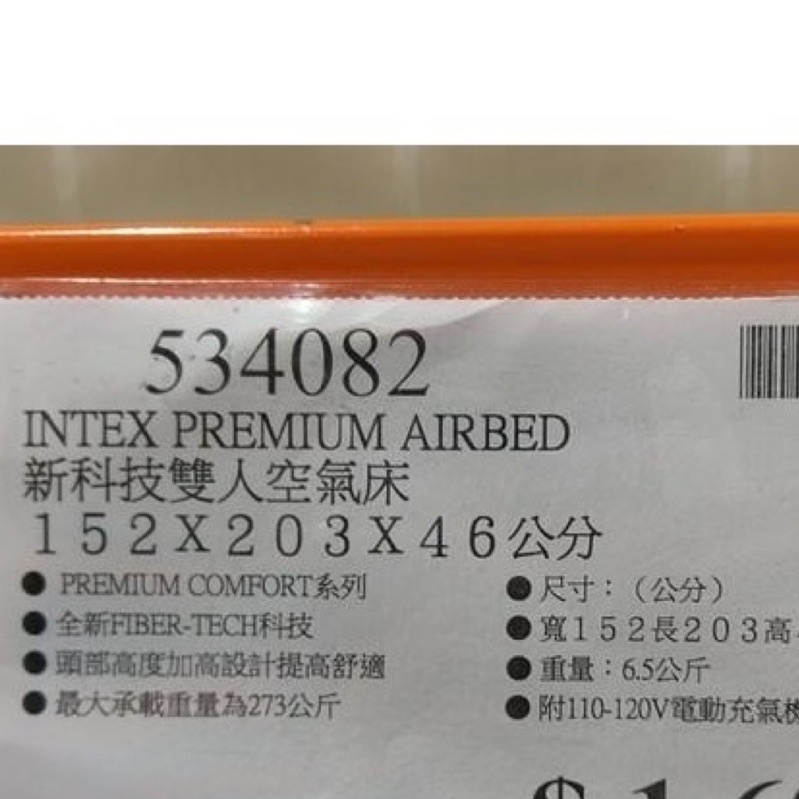 534082
INTEX PREMIUM AIRBED
新科技雙人空氣床
152X203X46公分
● PREMIUM COMFORT系列
● 全新FIBER-TECH科技
● 頭部高度加高設計提高舒適
● 最大承載重量為273公斤
● 尺寸：（公分）
● 寬152長203高
● 重量：6.5公斤
● 附110-120V電動充氣機